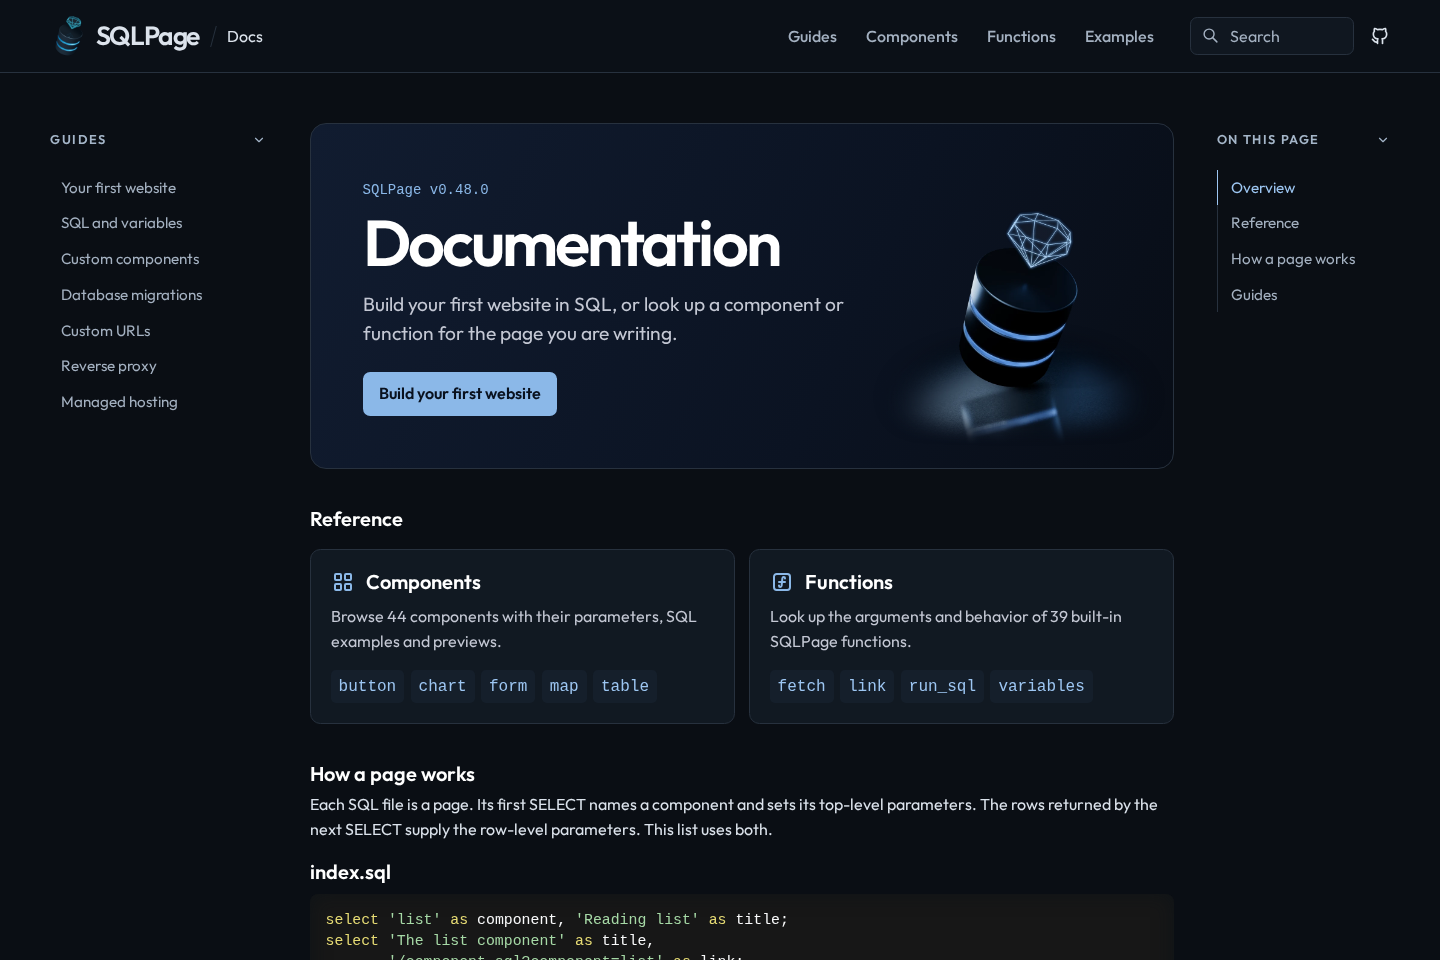 SQLPage / Docs
Guides
Components
Functions
Examples
Search
GUIDES
Your first website
SQL and variables
Custom components
Database migrations
Custom URLs
Reverse proxy
Managed hosting
SQLPage v0.48.0
Documentation
Build your first website in SQL, or look up a component or
function for the page you are writing.
Build your first website
Reference
Components
Browse 44 components with their parameters, SQL
examples and previews.
button chart form map table
Functions
Look up the arguments and behavior of 39 built-in
SQLPage functions.
fetch link run_sql variables
How a page works
Each SQL file is a page. Its first SELECT names a component and sets its top-level parameters. The rows returned by the
next SELECT supply the row-level parameters. This list uses both.
index.sql
select 'list' as component, 'Reading list' as title;
select 'The list component' as title,
'/component.sql?component=list' as link;
ON THIS PAGE
Overview
Reference
How a page works
Guides